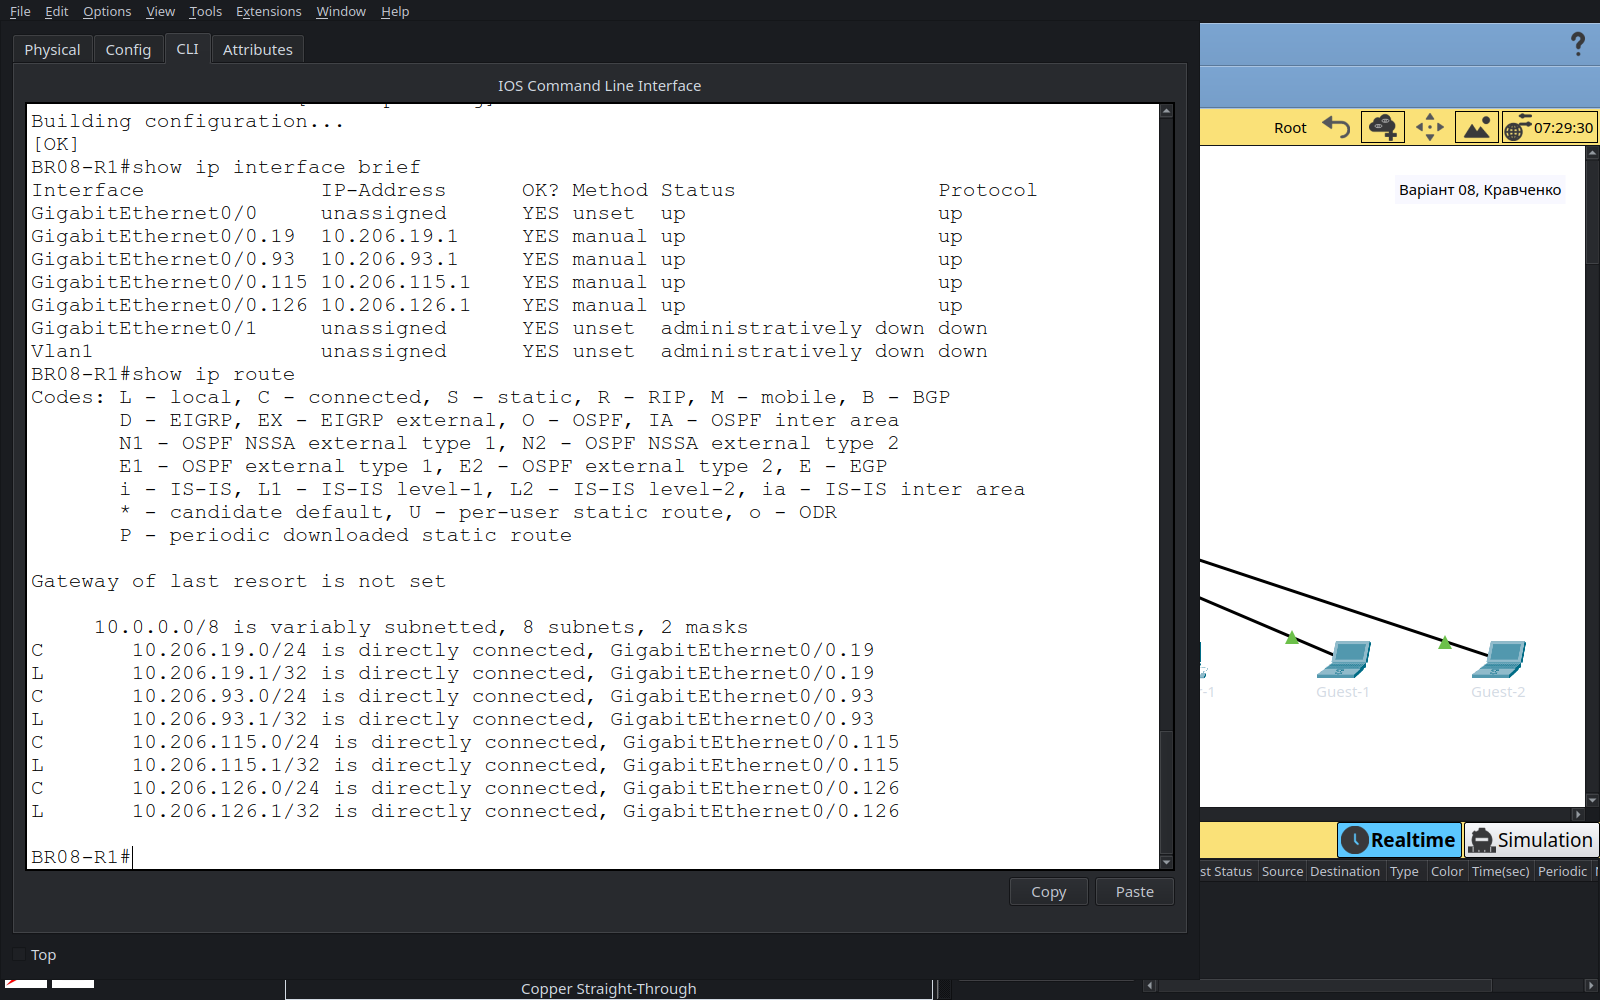 File Edit Options View Tools Extensions Window Help
Physical Config CLI Attributes
IOS Command Line Interface
Building configuration...
[OK]
BR08-R1#show ip interface brief
Interface IP-Address OK? Method Status Protocol
GigabitEthernet0/0 unassigned YES unset up up
GigabitEthernet0/0.19 10.206.19.1 YES manual up up
GigabitEthernet0/0.93 10.206.93.1 YES manual up up
GigabitEthernet0/0.115 10.206.115.1 YES manual up up
GigabitEthernet0/0.126 10.206.126.1 YES manual up up
GigabitEthernet0/1 unassigned YES unset administratively down down
Vlan1 unassigned YES unset administratively down down
BR08-R1#show ip route
Codes: L - local, C - connected, S - static, R - RIP, M - mobile, B - BGP
D - EIGRP, EX - EIGRP external, O - OSPF, IA - OSPF inter area
N1 - OSPF NSSA external type 1, N2 - OSPF NSSA external type 2
E1 - OSPF external type 1, E2 - OSPF external type 2, E - EGP
i - IS-IS, L1 - IS-IS level-1, L2 - IS-IS level-2, ia - IS-IS inter area
* - candidate default, U - per-user static route, o - ODR
P - periodic downloaded static route
Gateway of last resort is not set
10.0.0.0/8 is variably subnetted, 8 subnets, 2 masks
C 10.206.19.0/24 is directly connected, GigabitEthernet0/0.19
L 10.206.19.1/32 is directly connected, GigabitEthernet0/0.19
C 10.206.93.0/24 is directly connected, GigabitEthernet0/0.93
L 10.206.93.1/32 is directly connected, GigabitEthernet0/0.93
C 10.206.115.0/24 is directly connected, GigabitEthernet0/0.115
L 10.206.115.1/32 is directly connected, GigabitEthernet0/0.115
C 10.206.126.0/24 is directly connected, GigabitEthernet0/0.126
L 10.206.126.1/32 is directly connected, GigabitEthernet0/0.126
BR08-R1#
Copy Paste
Top
Root 07:29:30
Варіант 08, Кравченко
-1 Guest-1 Guest-2
Realtime Simulation
st Status Source Destination Type Color Time(sec) Periodic
Copper Straight-Through